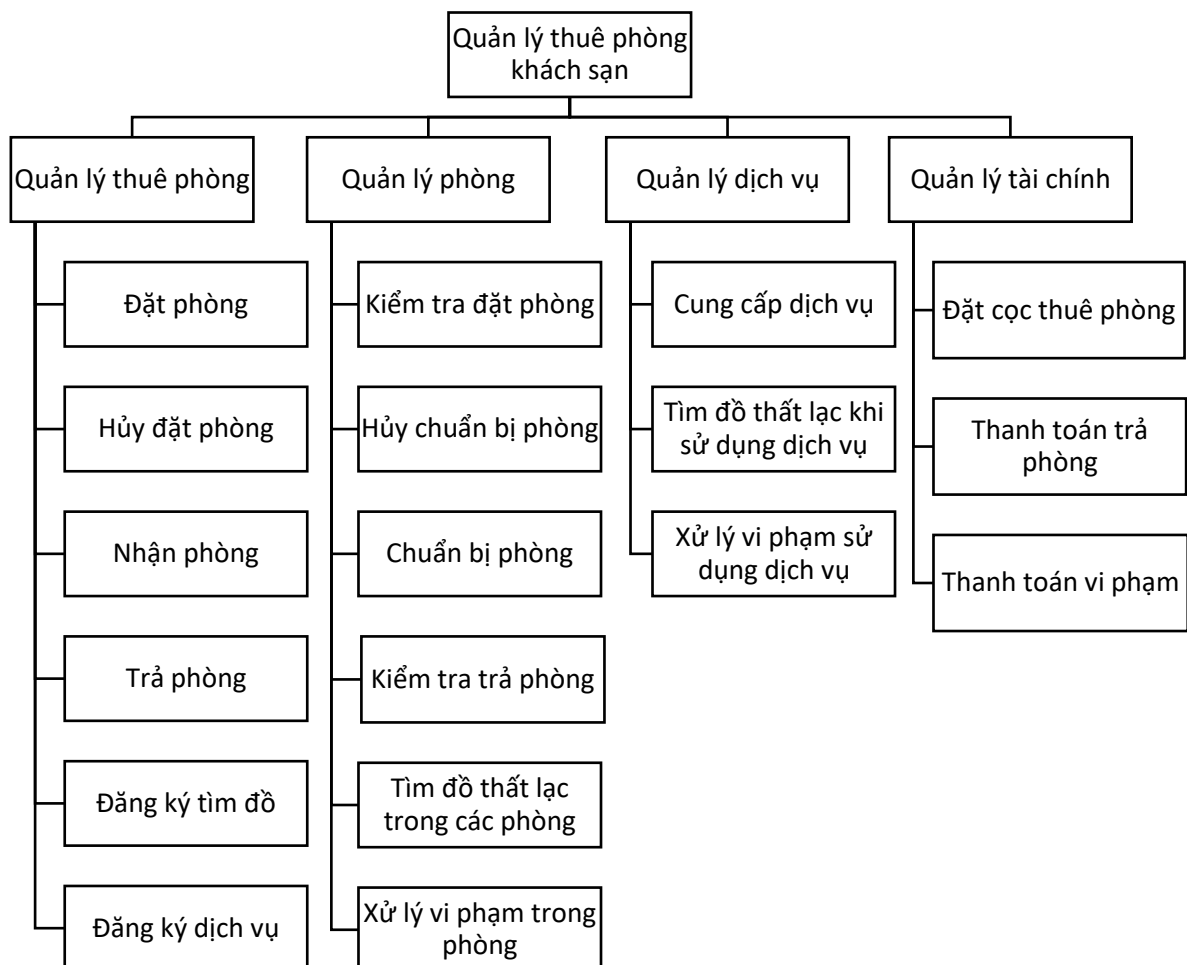 Quản lý thuê phòng
khách sạn
Quản lý thuê phòng
Quản lý phòng
Quản lý dịch vụ
Quản lý tài chính
Đặt phòng
Hủy đặt phòng
Nhận phòng
Trả phòng
Đăng ký tìm đồ
Đăng ký dịch vụ
Kiểm tra đặt phòng
Hủy chuẩn bị phòng
Chuẩn bị phòng
Kiểm tra trả phòng
Tìm đồ thất lạc
trong các phòng
Xử lý vi phạm trong
phòng
Cung cấp dịch vụ
Tìm đồ thất lạc khi
sử dụng dịch vụ
Xử lý vi phạm sử
dụng dịch vụ
Đặt cọc thuê phòng
Thanh toán trả
phòng
Thanh toán vi phạm